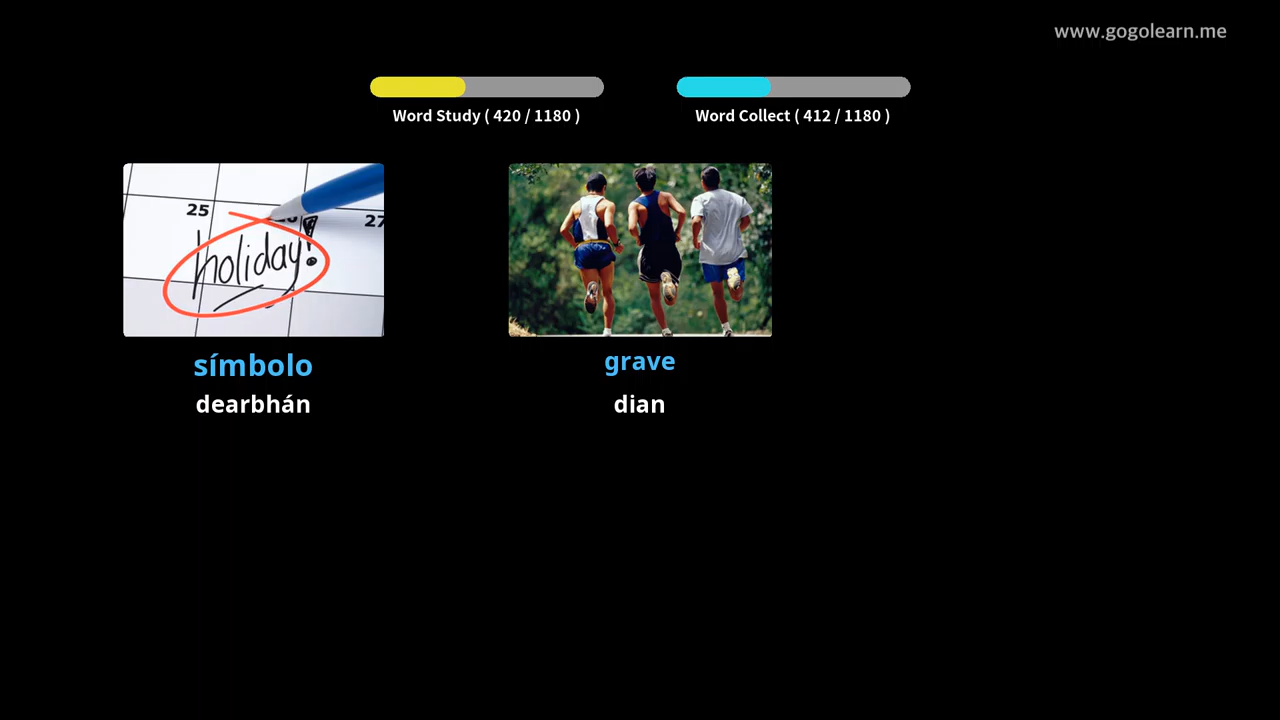 www.gogolearn.me
Word Study ( 420 / 1180 )
Word Collect ( 412 / 1180 )
25
27
holiday!
símbolo
grave
dearbhán
dian